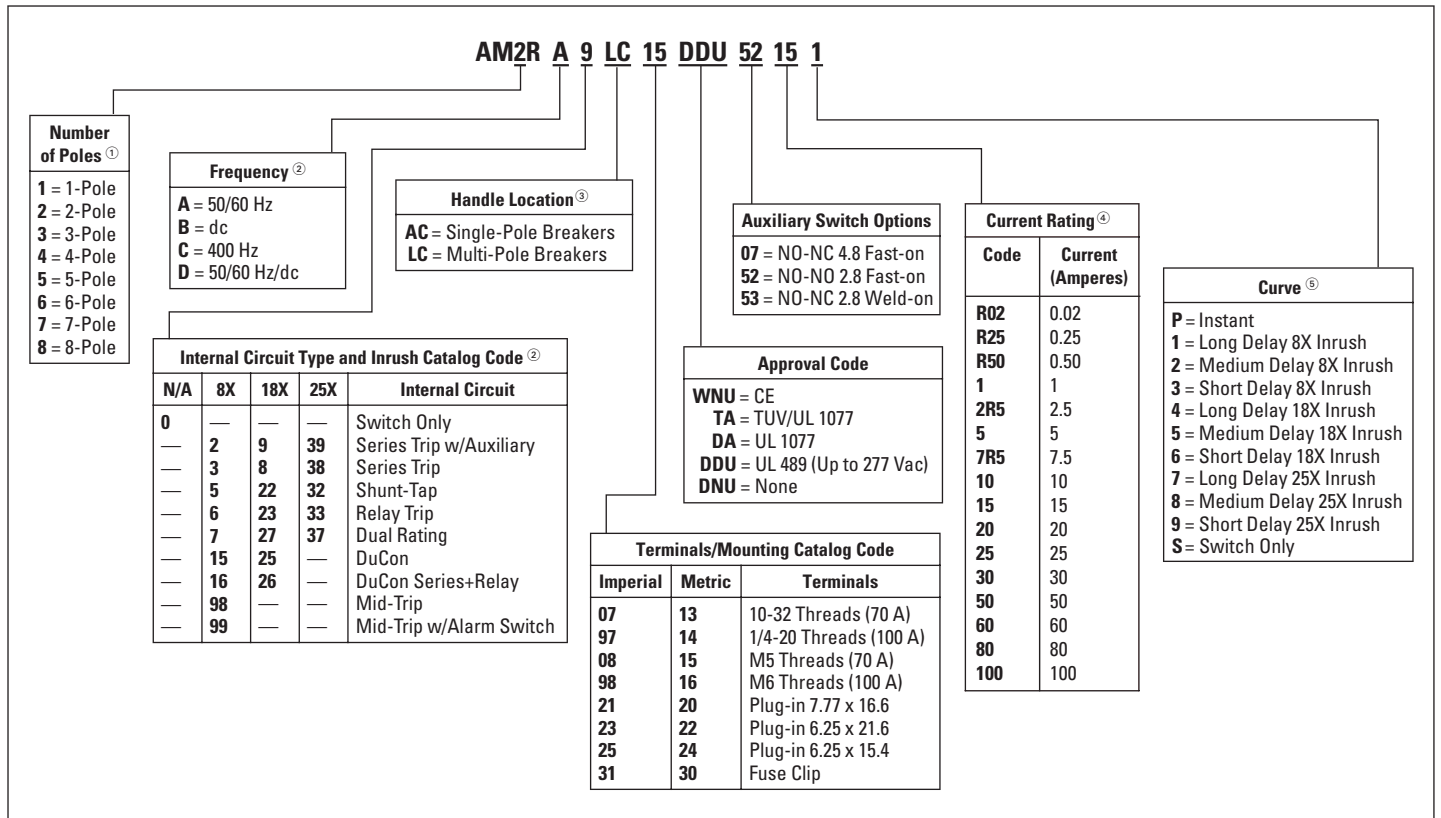 AM2R A 9 LC 15 DDU 52 15 1
Number
of Poles ①
1 = 1-Pole
2 = 2-Pole
3 = 3-Pole
4 = 4-Pole
5 = 5-Pole
6 = 6-Pole
7 = 7-Pole
8 = 8-Pole
Frequency ②
A = 50/60 Hz
B = dc
C = 400 Hz
D = 50/60 Hz/dc
Internal Circuit Type and Inrush Catalog Code ②
N/A 8X 18X 25X Internal Circuit
0 — — — Switch Only
— 2 9 39 Series Trip w/Auxiliary
— 3 8 38 Series Trip
— 5 22 32 Shunt-Tap
— 6 23 33 Relay Trip
— 7 27 37 Dual Rating
— 15 25 — DuCon
— 16 26 — DuCon Series+Relay
— 98 — — Mid-Trip
— 99 — — Mid-Trip w/Alarm Switch
Handle Location ③
AC = Single-Pole Breakers
LC = Multi-Pole Breakers
Terminals/Mounting Catalog Code
Imperial Metric Terminals
07 13 10-32 Threads (70 A)
97 14 1/4-20 Threads (100 A)
08 15 M5 Threads (70 A)
98 16 M6 Threads (100 A)
21 20 Plug-in 7.77 x 16.6
23 22 Plug-in 6.25 x 21.6
25 24 Plug-in 6.25 x 15.4
31 30 Fuse Clip
Approval Code
WNU = CE
TA = TUV/UL 1077
DA = UL 1077
DDU = UL 489 (Up to 277 Vac)
DNU = None
Auxiliary Switch Options
07 = NO-NC 4.8 Fast-on
52 = NO-NO 2.8 Fast-on
53 = NO-NC 2.8 Weld-on
Current Rating ④
Code Current
(Amperes)
R02 0.02
R25 0.25
R50 0.50
1 1
2R5 2.5
5 5
7R5 7.5
10 10
15 15
20 20
25 25
30 30
50 50
60 60
80 80
100 100
Curve ⑤
P = Instant
1 = Long Delay 8X Inrush
2 = Medium Delay 8X Inrush
3 = Short Delay 8X Inrush
4 = Long Delay 18X Inrush
5 = Medium Delay 18X Inrush
6 = Short Delay 18X Inrush
7 = Long Delay 25X Inrush
8 = Medium Delay 25X Inrush
9 = Short Delay 25X Inrush
S = Switch Only